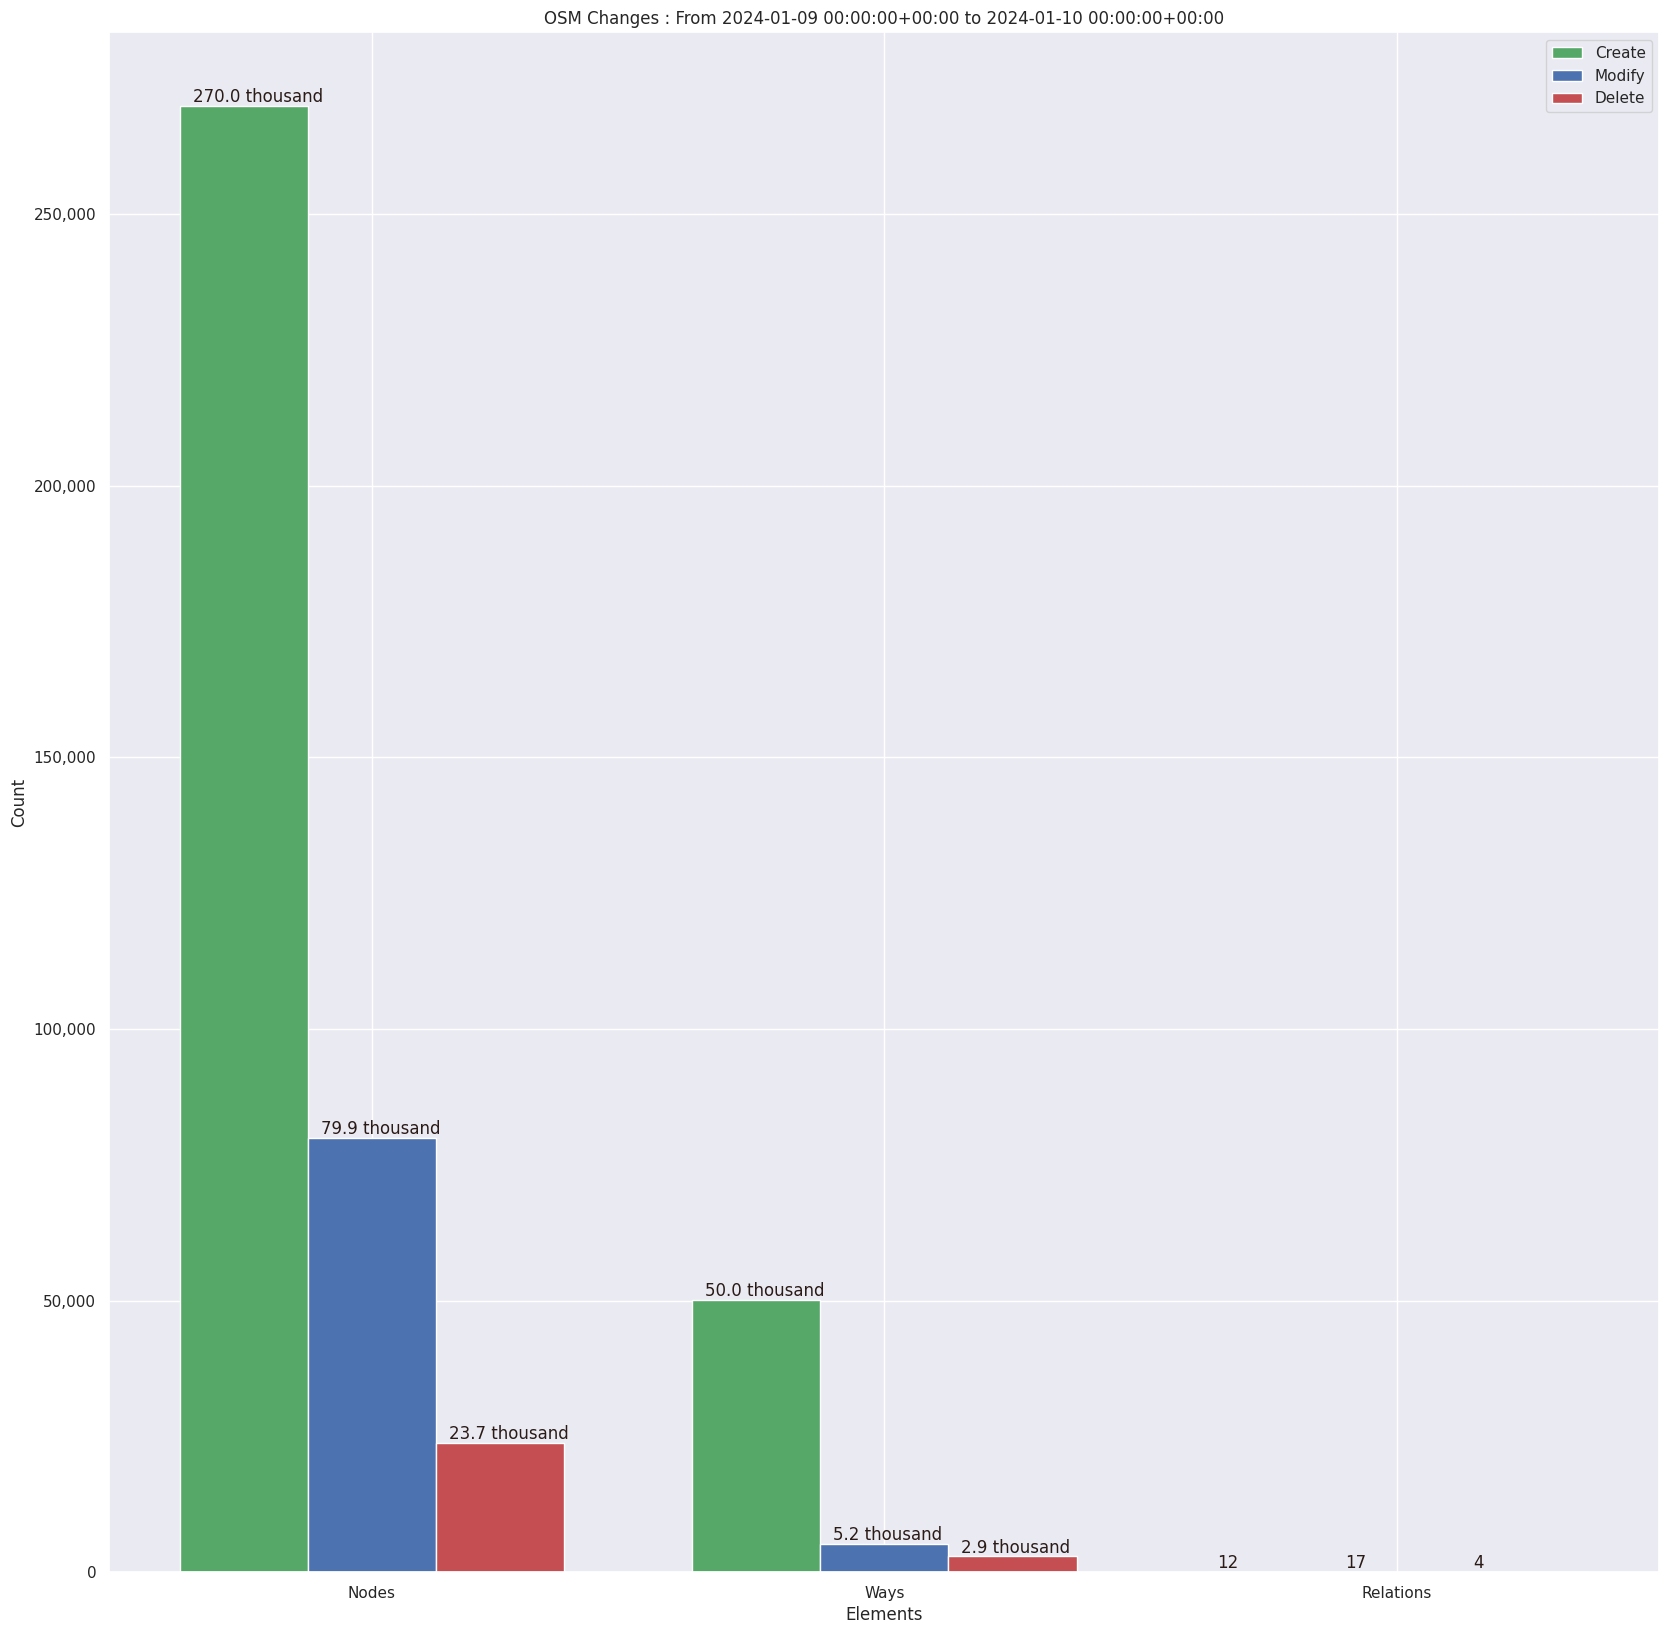 OSM Changes : From 2024-01-09 00:00:00+00:00 to 2024-01-10 00:00:00+00:00
Create
Modify
Delete
270.0 thousand
250,000
200,000
150,000
Count
100,000
79.9 thousand
50.0 thousand
50,000
23.7 thousand
5.2 thousand
2.9 thousand
12 17 4
0
Nodes Ways Relations
Elements